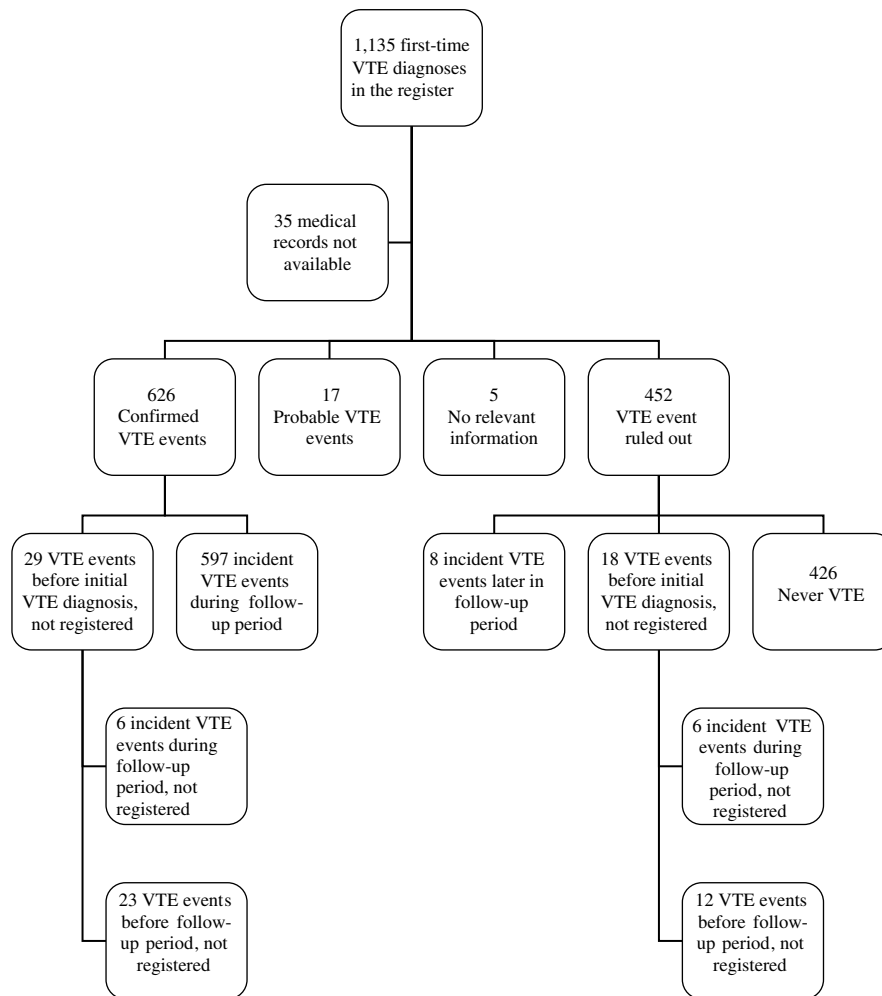 1,135 first-time
VTE diagnoses
in the register
35 medical
records not
available
626
Confirmed
VTE events
17
Probable VTE
events
5
No relevant
information
452
VTE event
ruled out
29 VTE events
before initial
VTE diagnosis,
not registered
597 incident
VTE events
during follow-
up period
8 incident VTE
events later in
follow-up
period
18 VTE events
before initial
VTE diagnosis,
not registered
426
Never VTE
6 incident VTE
events during
follow-up
period, not
registered
6 incident VTE
events during
follow-up
period, not
registered
23 VTE events
before follow-
up period, not
registered
12 VTE events
before follow-
up period, not
registered